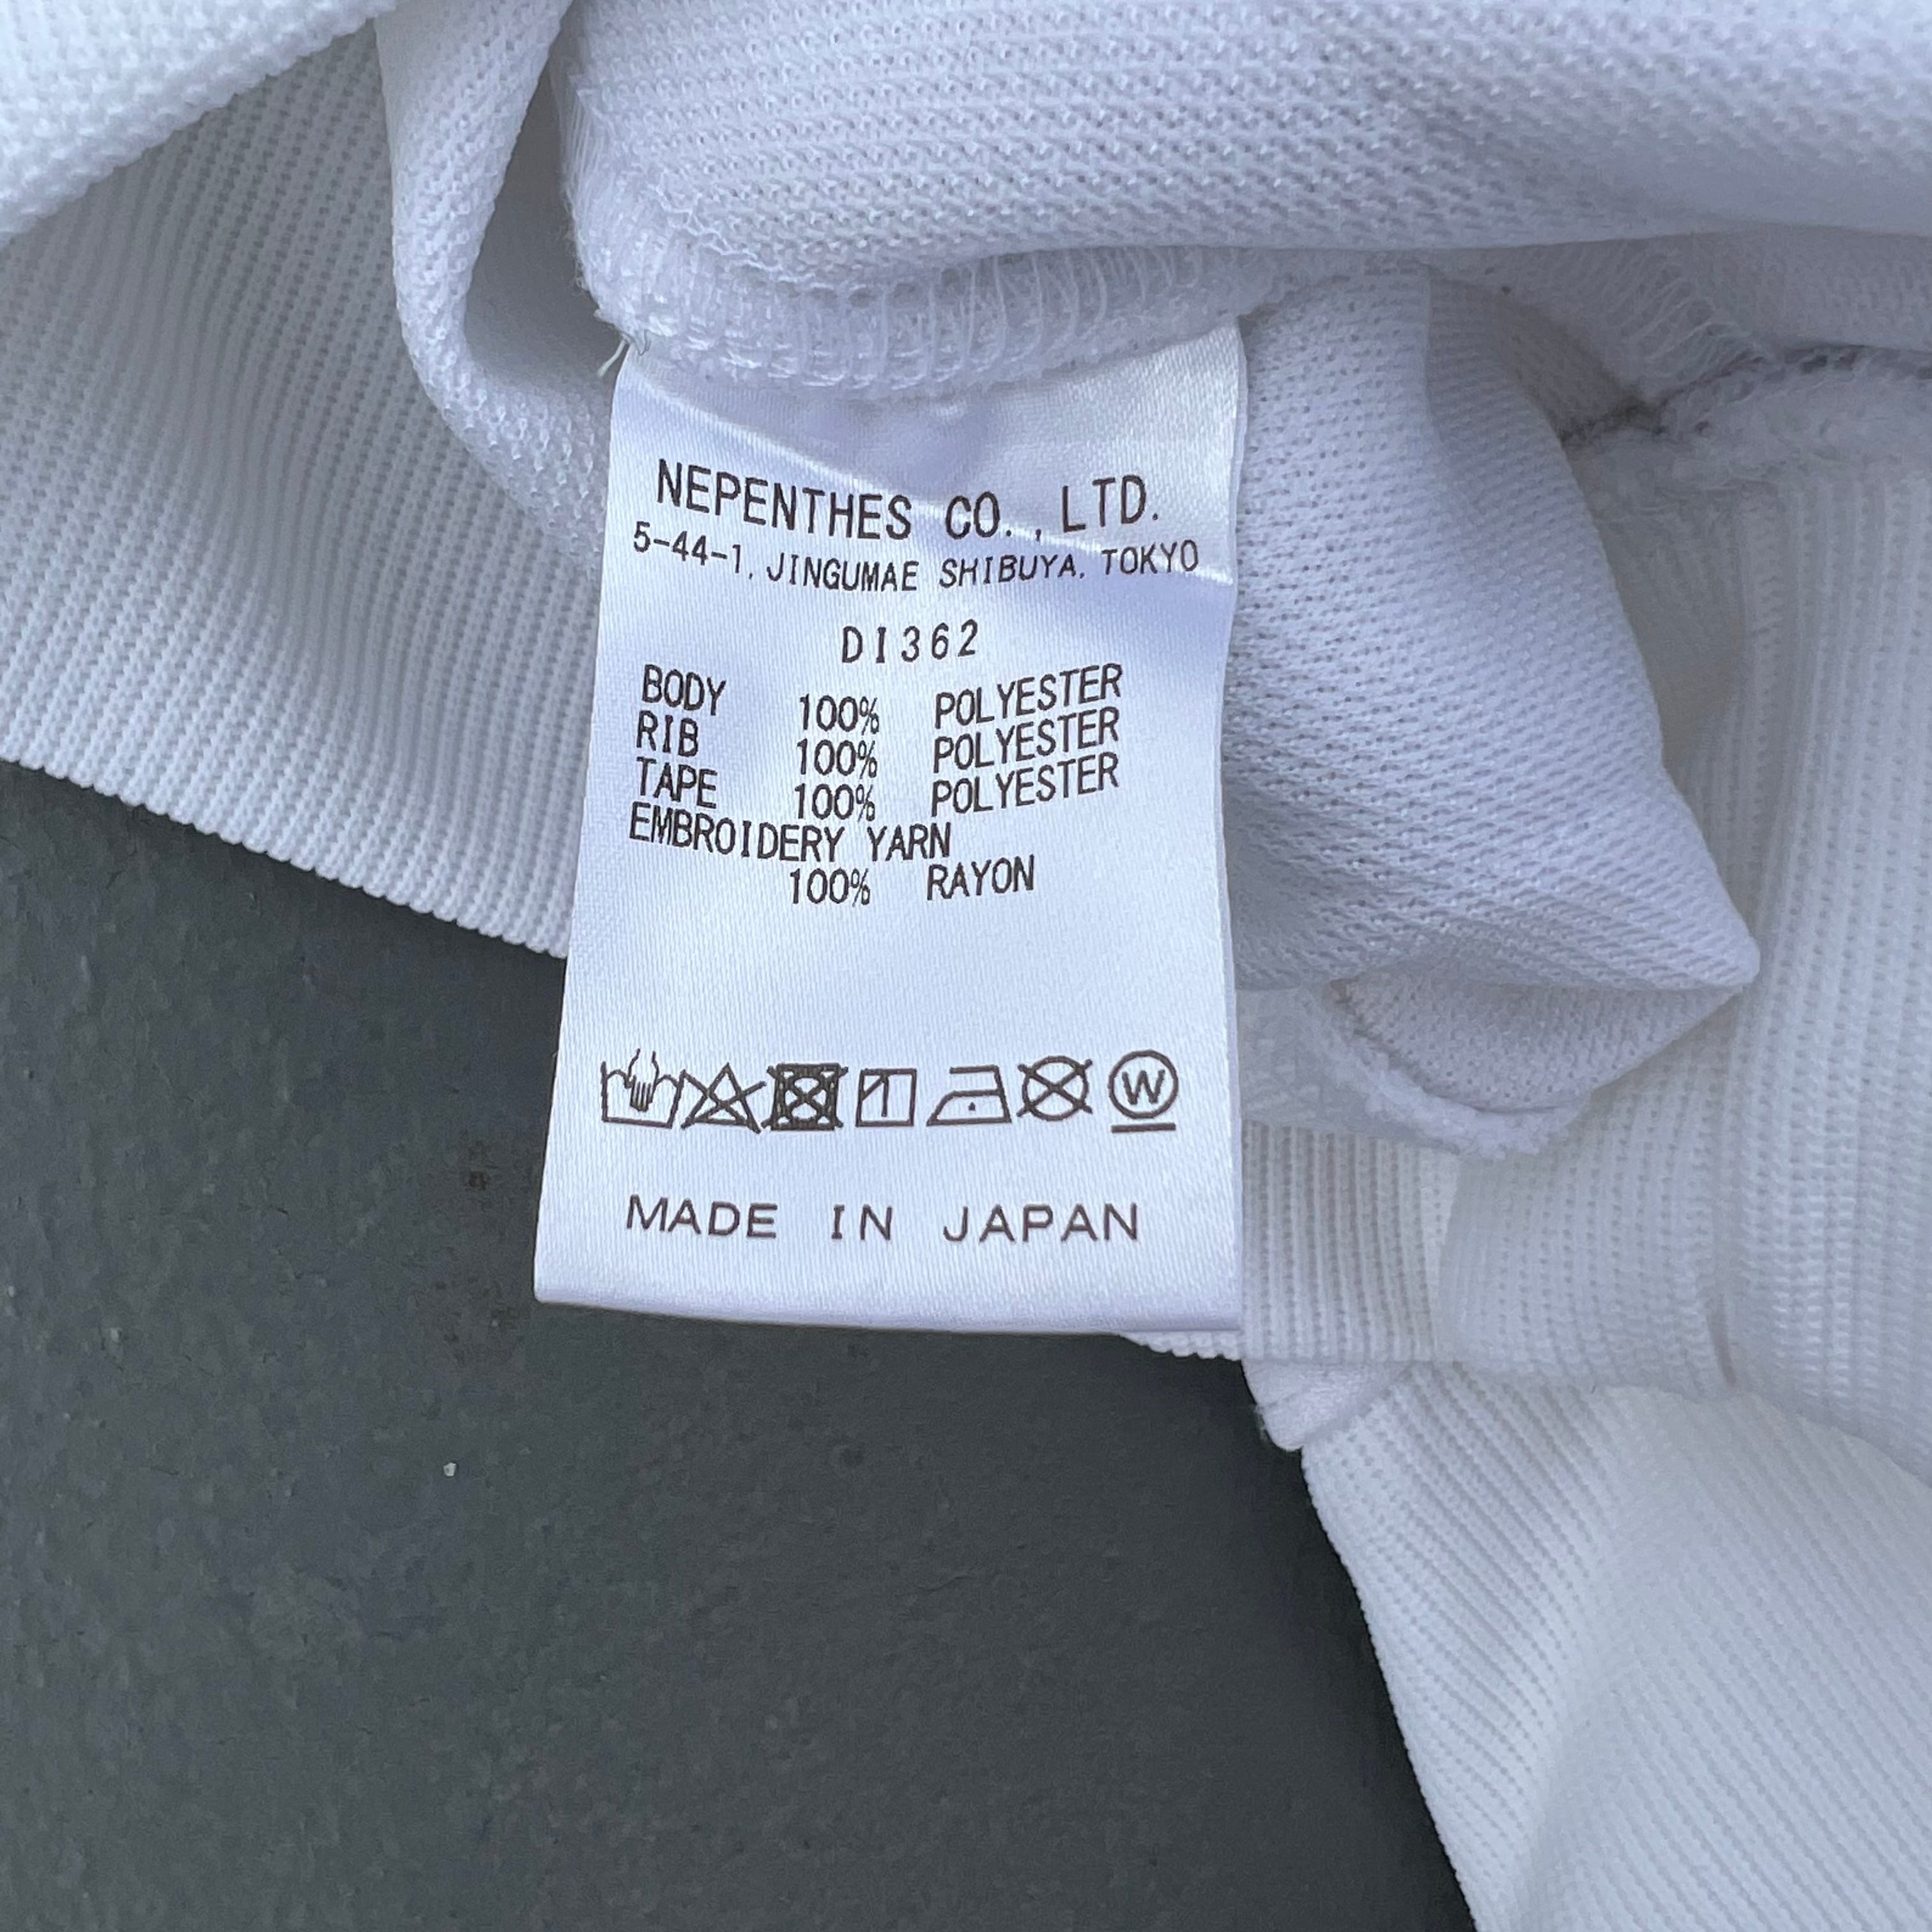 NEPENTHES CO.,LTD.
5-44-1, JINGUMAE SHIBUYA, TOKYO
DI362
BODY 100% POLYESTER
RIB 100% POLYESTER
TAPE 100% POLYESTER
EMBROIDERY YARN
100% RAYON
W
MADE IN JAPAN